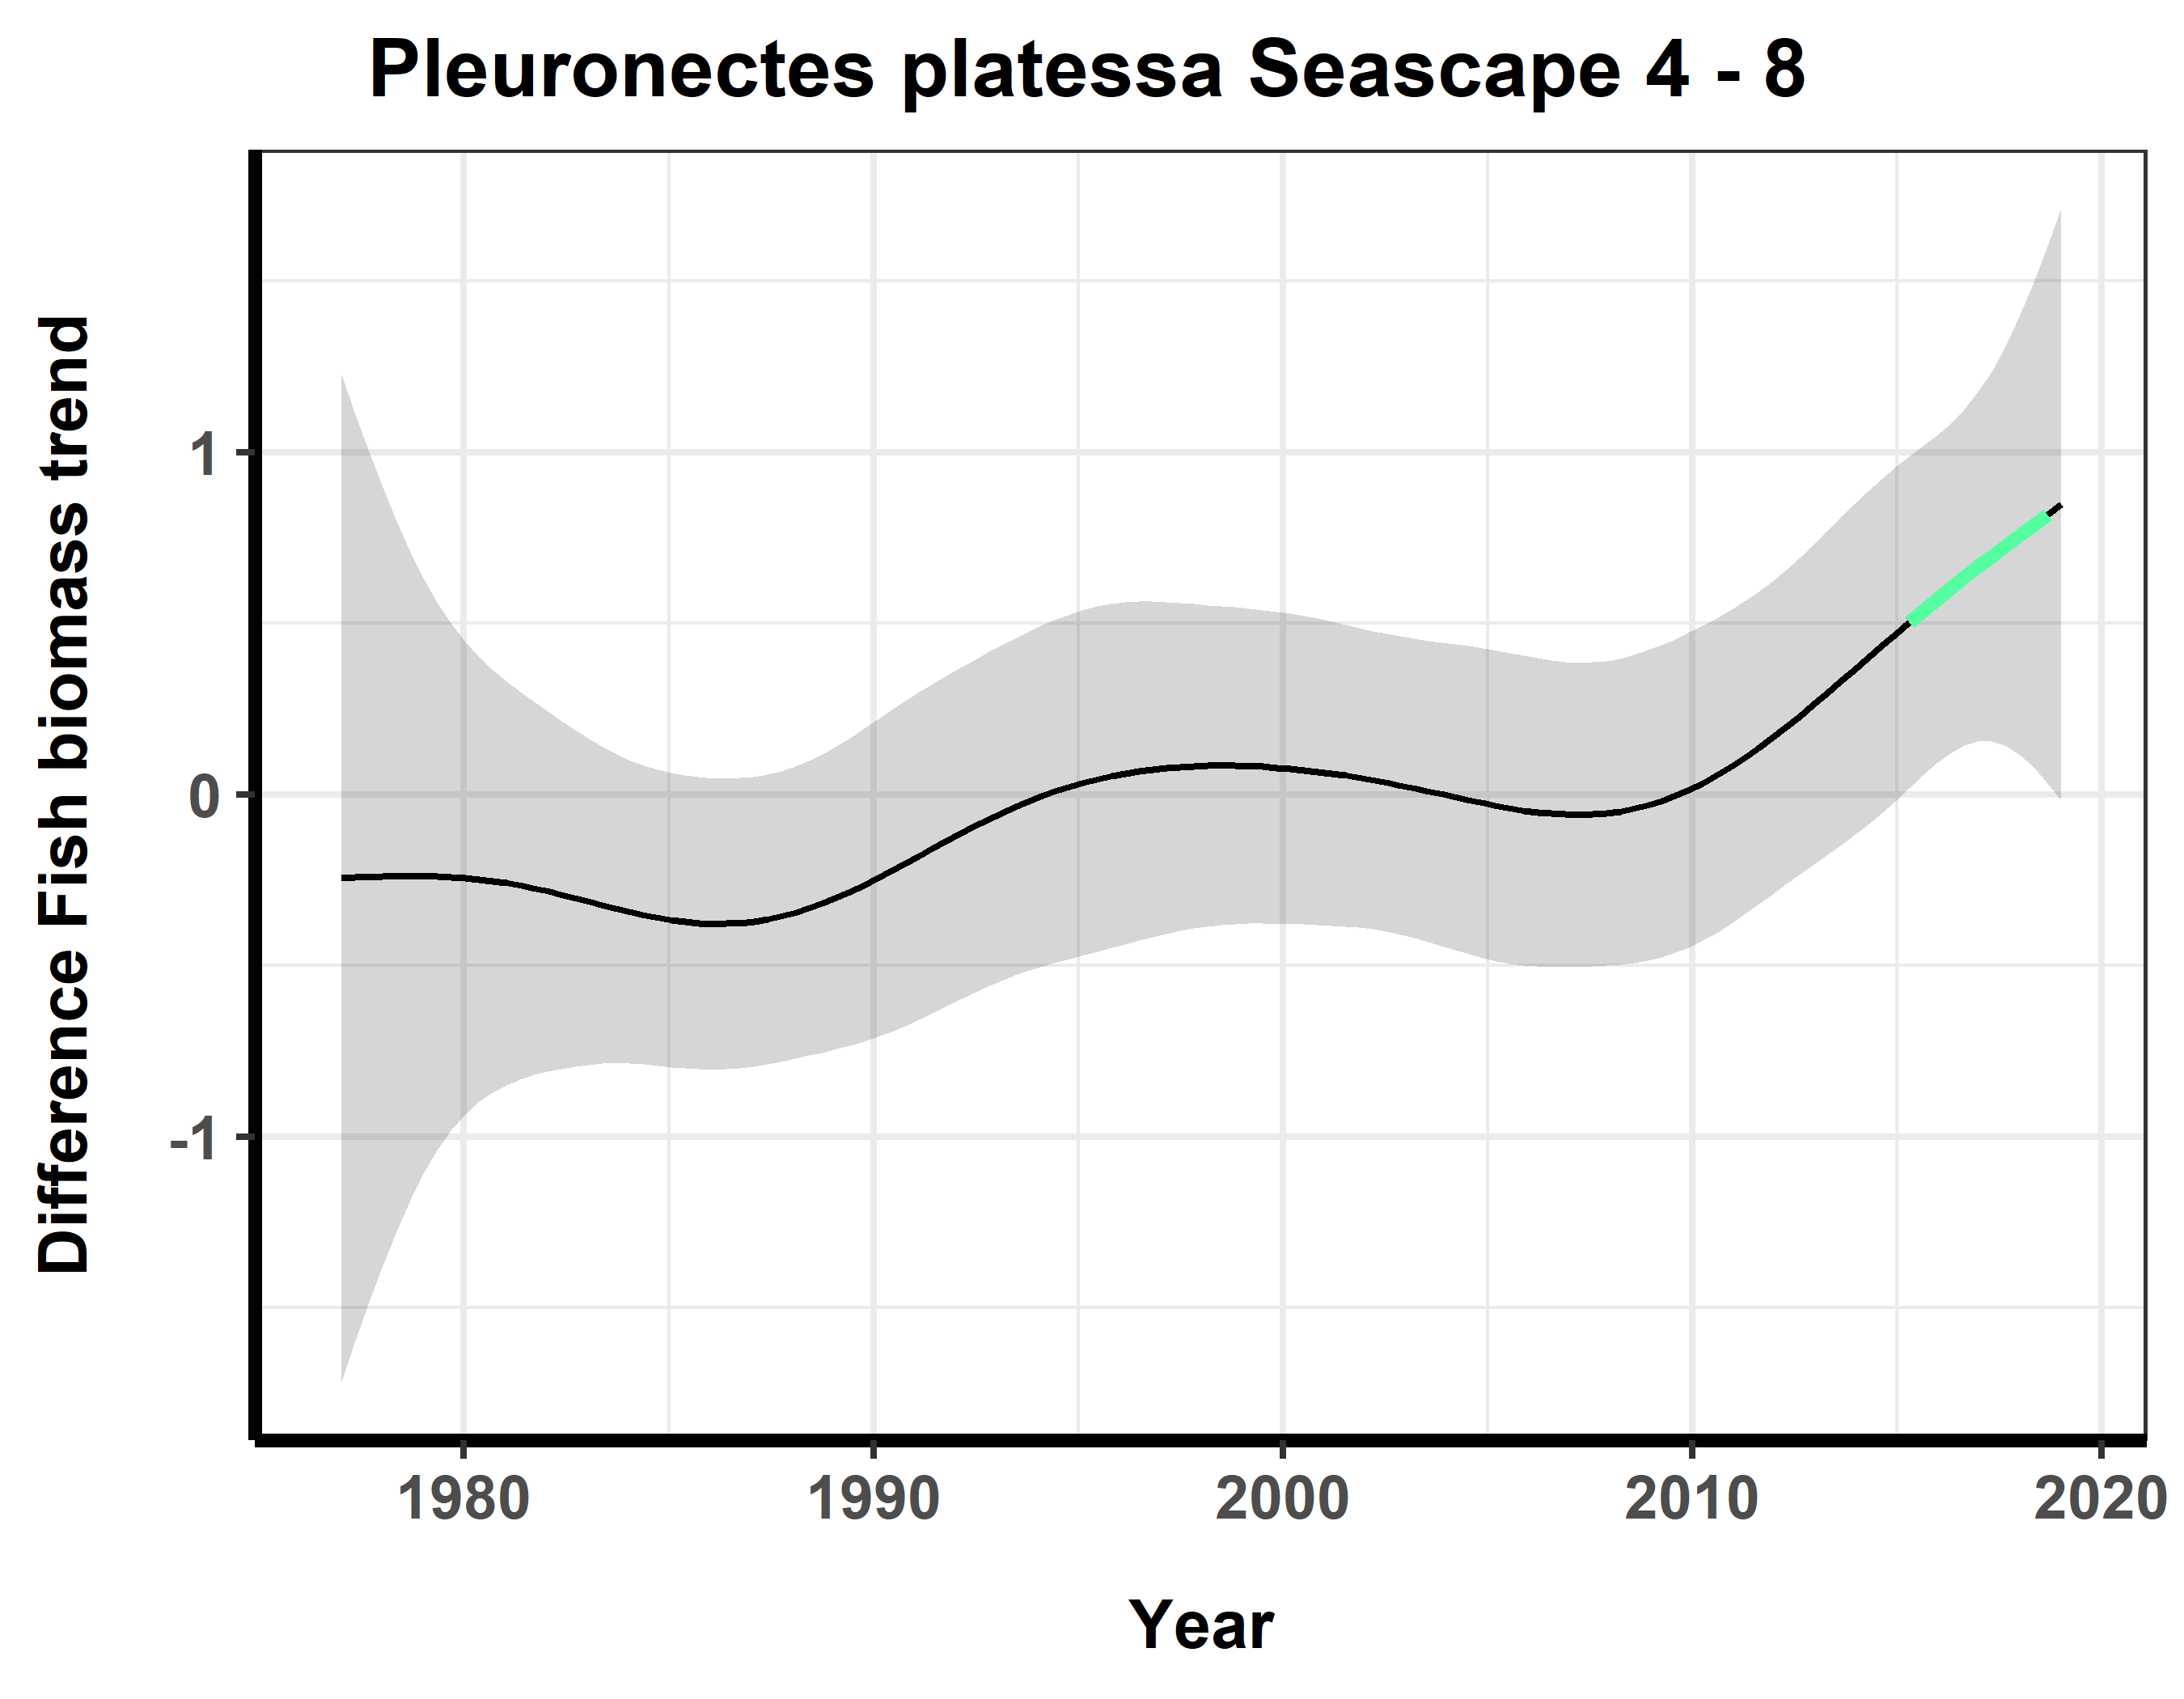 Pleuronectes platessa Seascape 4 - 8
Difference Fish biomass trend
1
0
-1
1980 1990 2000 2010 2020
Year